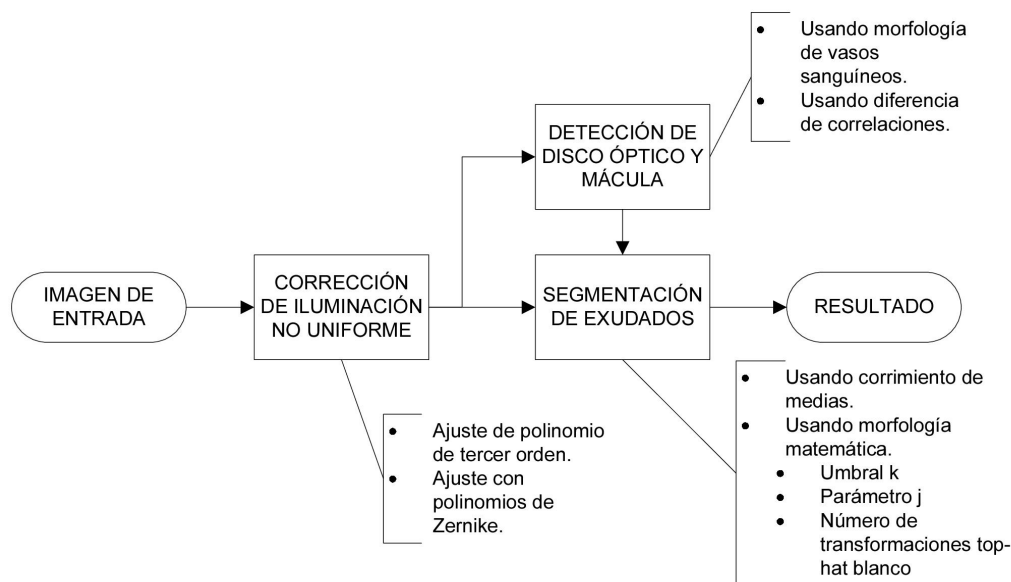 • Usando morfología
de vasos
sanguíneos.
• Usando diferencia
de correlaciones.
DETECCIÓN DE
DISCO ÓPTICO Y
MÁCULA
IMAGEN DE
ENTRADA
CORRECCIÓN
DE ILUMINACIÓN
NO UNIFORME
SEGMENTACIÓN
DE EXUDADOS
RESULTADO
• Ajuste de polinomio
de tercer orden.
• Ajuste con
polinomios de
Zernike.
• Usando corrimiento de
medias.
• Usando morfología
matemática.
• Umbral k
• Parámetro j
• Número de
transformaciones top-
hat blanco